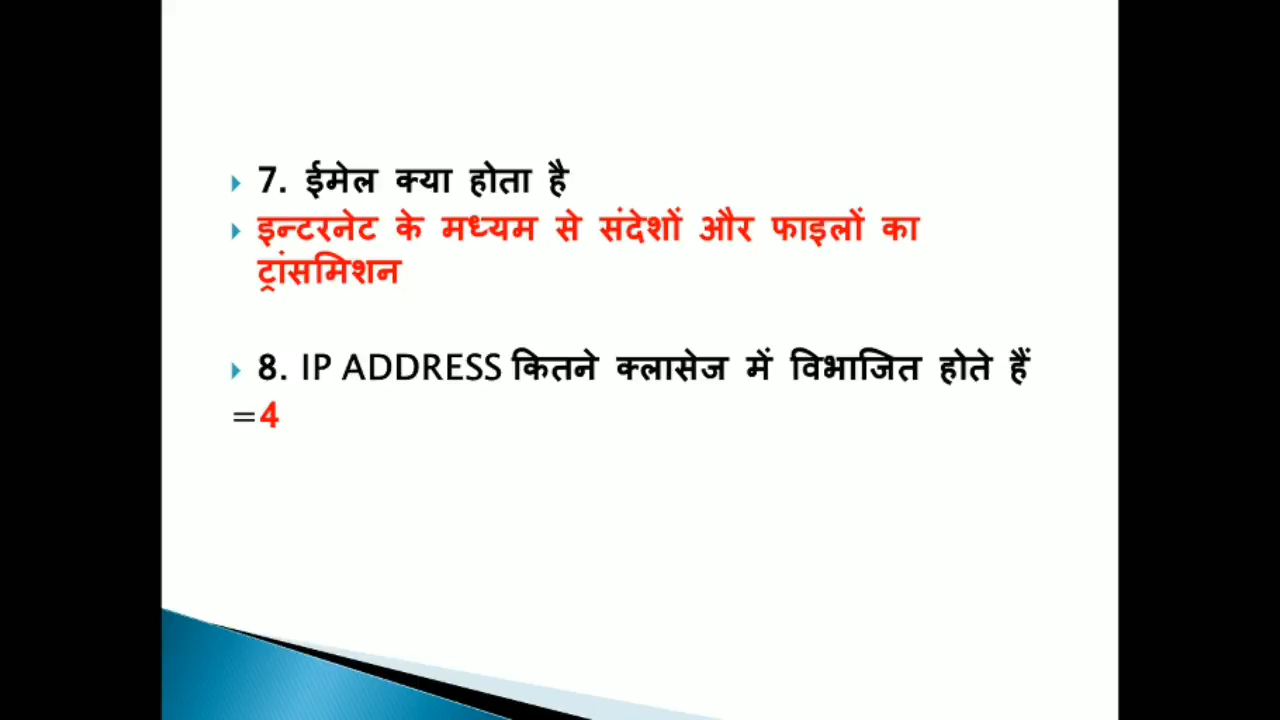 7. ईमेल क्या होता है
इन्टरनेट के मध्यम से संदेशों और फाइलों का
ट्रांसमिशन
8. IP ADDRESS कितने क्लासेज में विभाजित होते हैं
=4